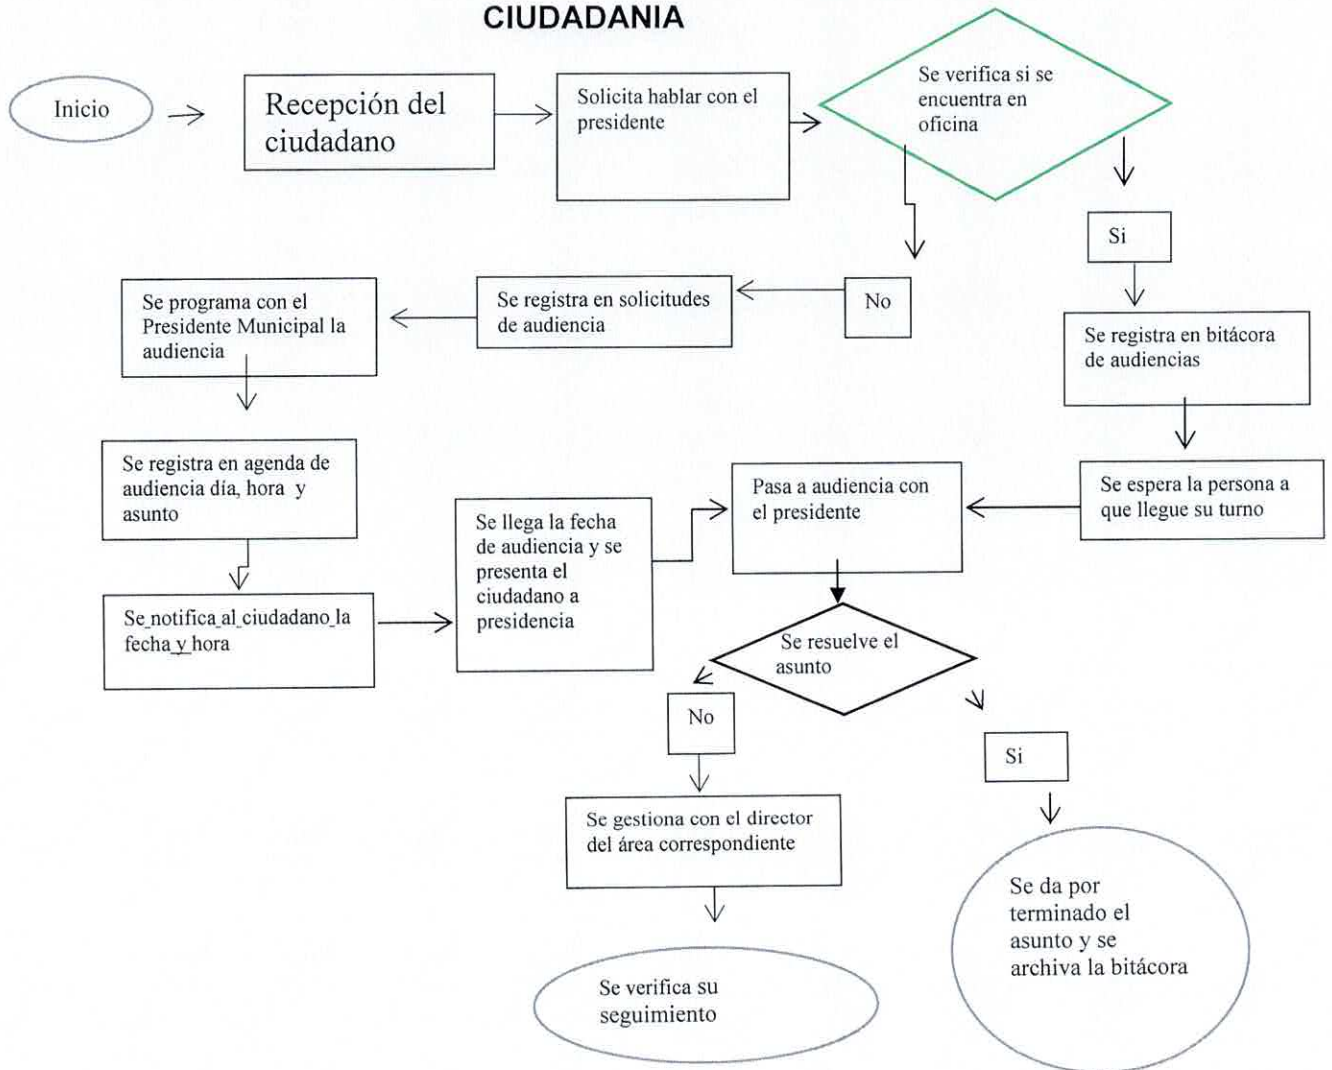 CIUDADANIA
Inicio
Recepción del
ciudadano
Solicita hablar con el
presidente
Se verifica si se
encuentra en
oficina
Si
No
Se registra en solicitudes
de audiencia
Se programa con el
Presidente Municipal la
audiencia
Se registra en bitácora
de audiencias
Se registra en agenda de
audiencia día, hora y
asunto
Se espera la persona a
que llegue su turno
Pasa a audiencia con
el presidente
Se llega la fecha
de audiencia y se
presenta el
ciudadano a
presidencia
Se notifica al ciudadano la
fecha y hora
Se resuelve el
asunto
No
Si
Se gestiona con el director
del área correspondiente
Se da por
terminado el
asunto y se
archiva la bitácora
Se verifica su
seguimiento